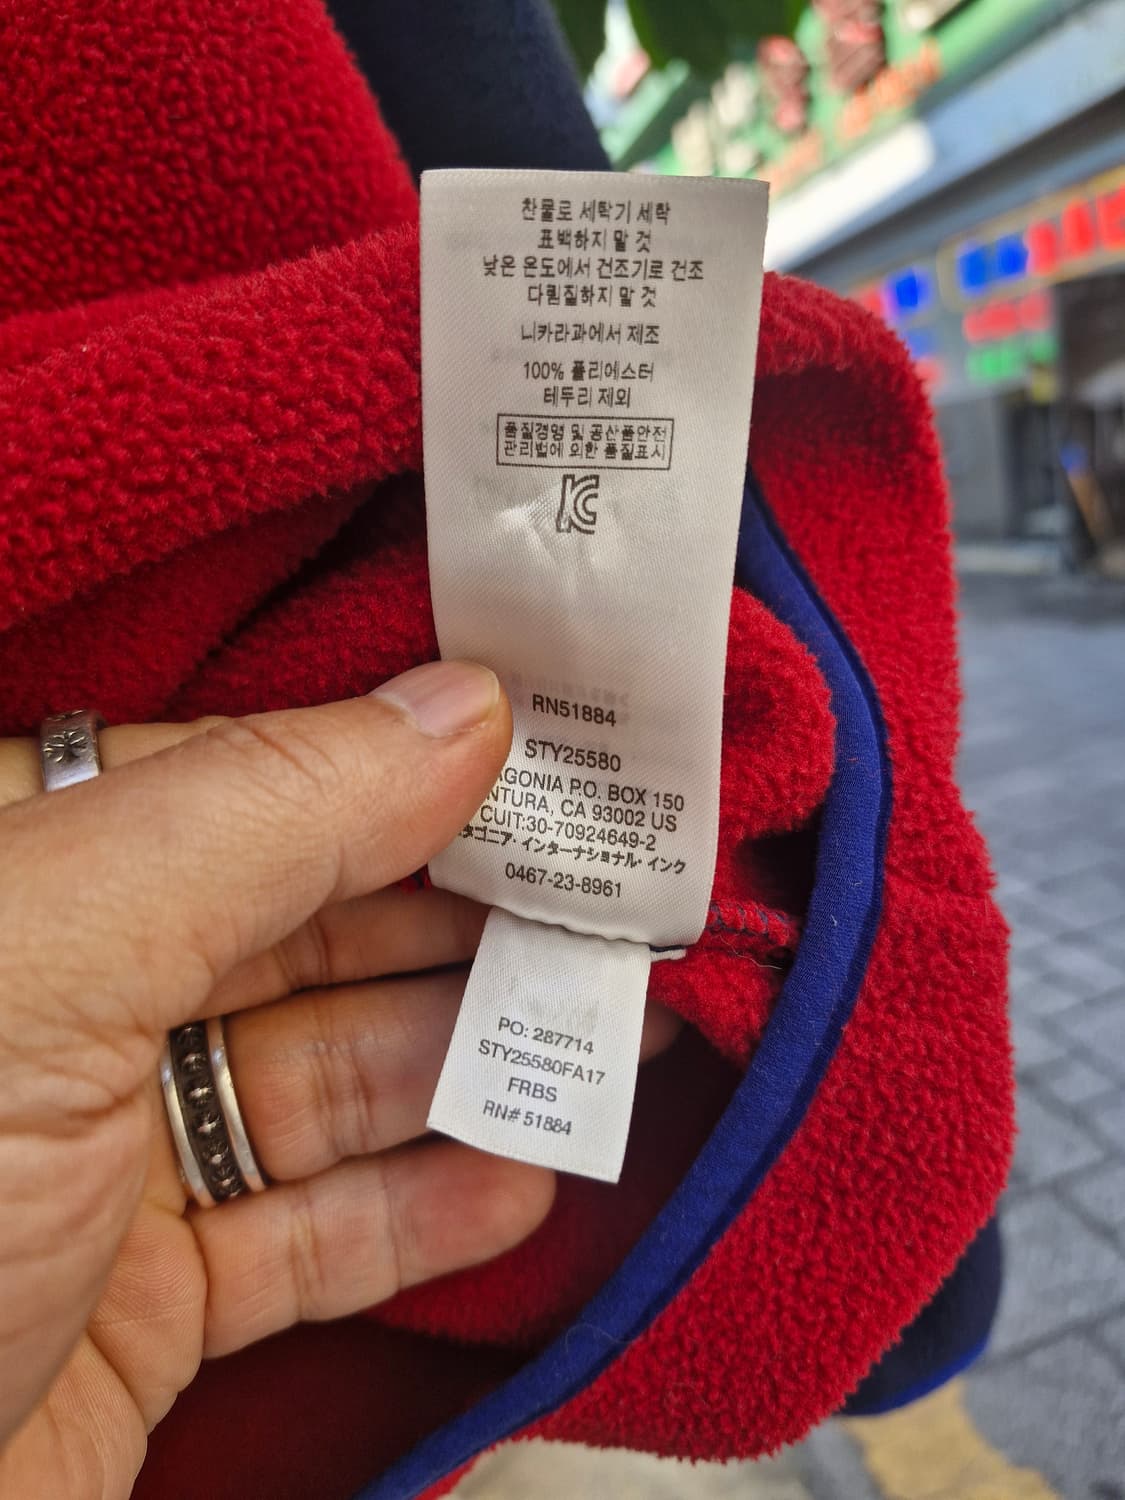 찬물로 세탁기 세탁
표백하지 말 것
낮은 온도에서 건조기로 건조
다림질하지 말 것
니카라과에서 제조
100% 폴리에스터
테두리 제외
품질경영 및 공산품안전
관리법에 의한 품질표시
RN51884
STY25580
AGONIA P.O. BOX 150
NTURA, CA 93002 US
CUIT:30-70924649-2
タゴニア・インターナショナル・インク
0467-23-8961
PO: 287714
STY25580FA17
FRBS
RN# 51884